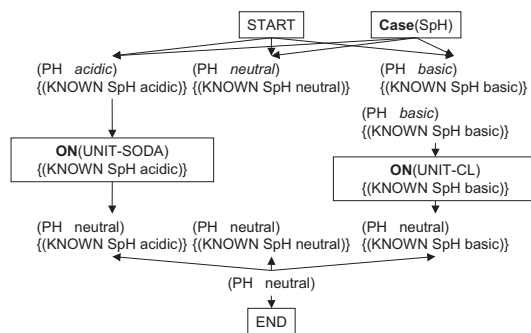 START Case(SpH)
(PH acidic) (PH neutral) (PH basic)
{(KNOWN SpH acidic)} {(KNOWN SpH neutral)} {(KNOWN SpH basic)}
(PH basic)
{(KNOWN SpH basic)}
ON(UNIT-SODA)
{(KNOWN SpH acidic)}
ON(UNIT-CL)
{(KNOWN SpH basic)}
(PH neutral) (PH neutral) (PH neutral)
{(KNOWN SpH acidic)} {(KNOWN SpH neutral)} {(KNOWN SpH basic)}
(PH neutral)
END